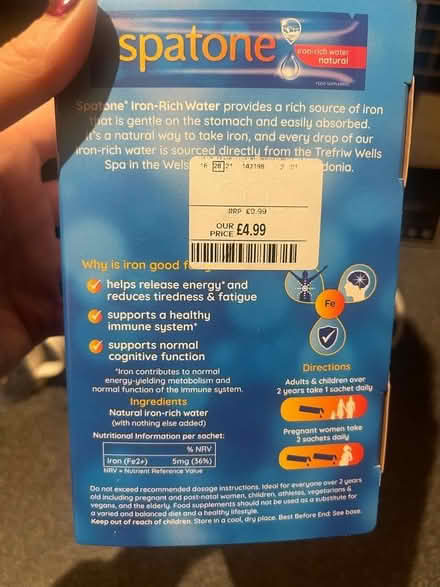 spatone
iron-rich water
natural
FOOD SUPPLEMENT
Spatone® Iron-Rich Water provides a rich source of iron
that is gentle on the stomach and easily absorbed.
It's a natural way to take iron, and every drop of our
iron-rich water is sourced directly from the Trefriw Wells
Spa in the Wels donia.
RRP £9.99
OUR
PRICE £4.99
Why is iron good f
helps release energy* and
reduces tiredness & fatigue
supports a healthy
immune system*
supports normal
cognitive function
*Iron contributes to normal
energy-yielding metabolism and
normal function of the immune system.
Ingredients
Natural iron-rich water
(with nothing else added)
Nutritional Information per sachet:
% NRV
Iron (Fe2+) 5mg (36%)
NRV = Nutrient Reference Value
Fe
Directions
Adults & children over
2 years take 1 sachet daily
Pregnant women take
2 sachets daily
Do not exceed recommended dosage instructions. Ideal for everyone over 2 years
old including pregnant and post-natal women, children, athletes, vegetarians &
vegans, and the elderly. Food supplements should not be used as a substitute for
a varied balanced diet and a healthy lifestyle.
Keep out of reach of children. Store in a cool, dry place. Best Before End: See base.